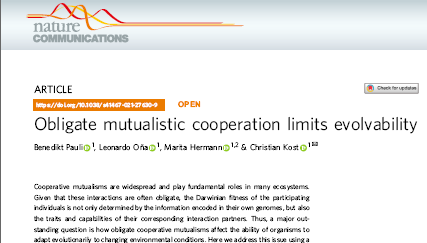 nature
COMMUNICATIONS
ARTICLE
Check for updates
https://doi.org/10.1038/s41467-021-27630-9
OPEN
Obligate mutualistic cooperation limits evolvability
Benedikt Pauli 1, Leonardo Oña 1, Marita Hermann 1,2 & Christian Kost 1✉
Cooperative mutualisms are widespread and play fundamental roles in many ecosystems.
Given that these interactions are often obligate, the Darwinian fitness of the participating
individuals is not only determined by the information encoded in their own genomes, but also
the traits and capabilities of their corresponding interaction partners. Thus, a major out-
standing question is how obligate cooperative mutualisms affect the ability of organisms to
adapt evolutionarily to changing environmental conditions. Here we address this issue using a